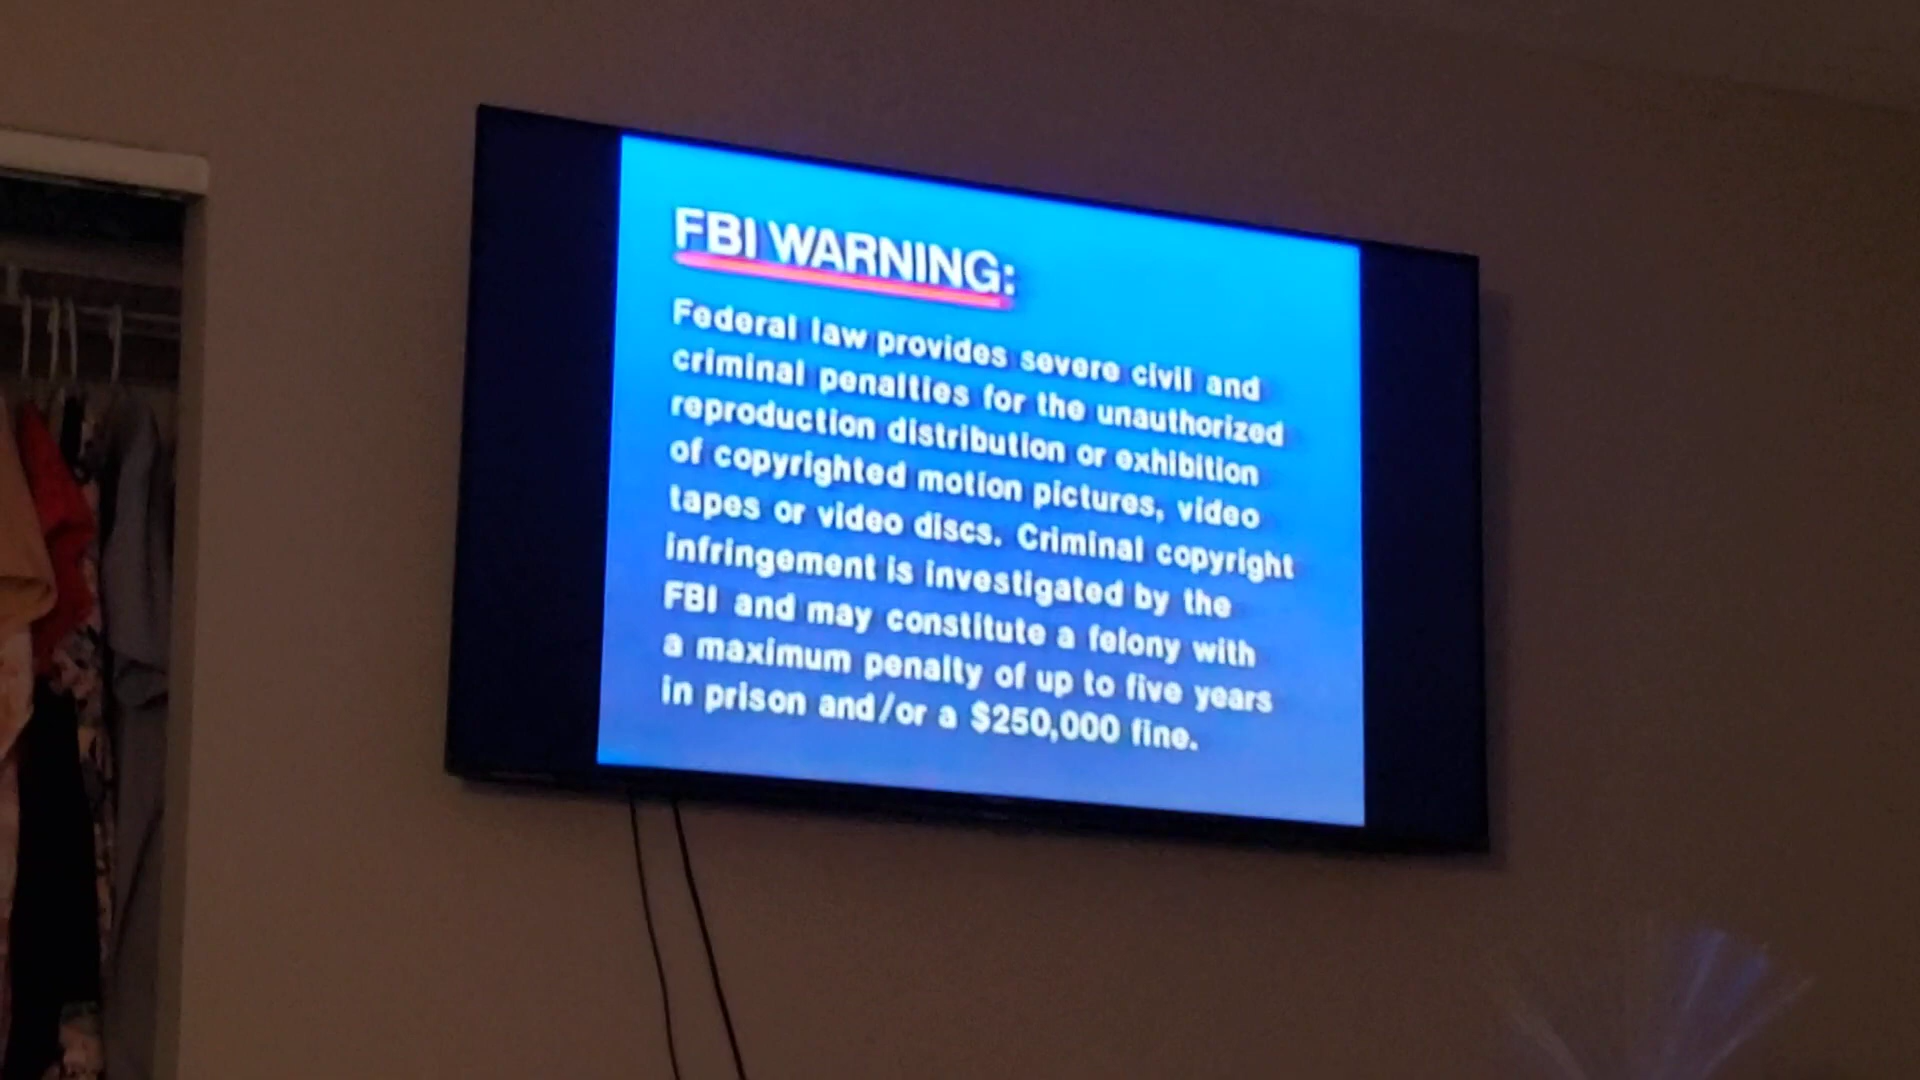 FBI WARNING:
Federal law provides severe civil and
criminal penalties for the unauthorized
reproduction distribution or exhibition
of copyrighted motion pictures, video
tapes or video discs. Criminal copyright
infringement is investigated by the
FBI and may constitute a felony with
a maximum penalty of up to five years
in prison and/or a $250,000 fine.